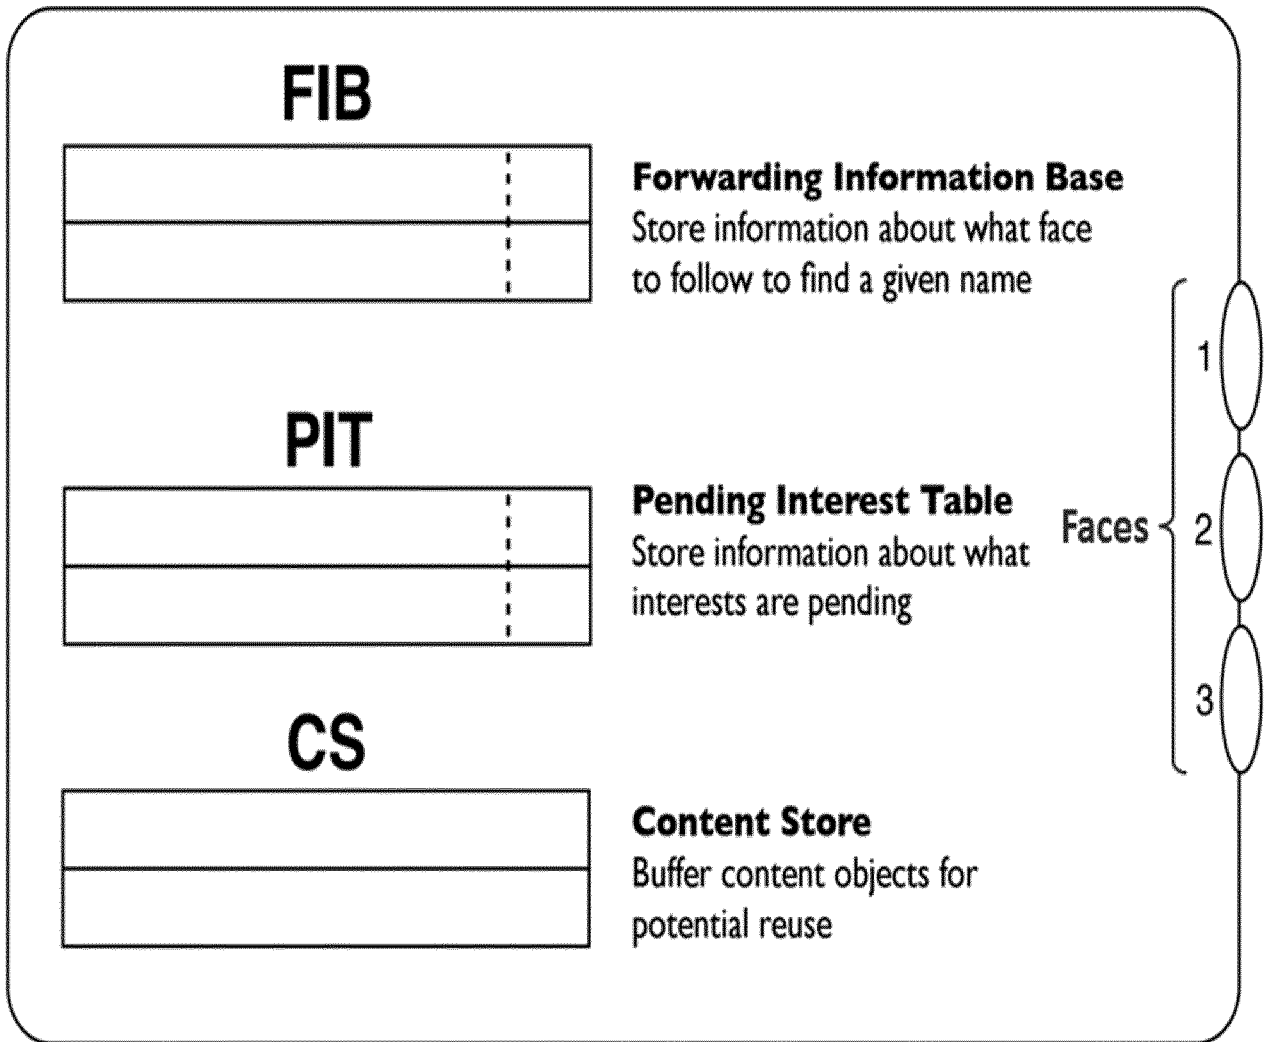 FIB
Forwarding Information Base
Store information about what face
to follow to find a given name
1
PIT
Pending Interest Table
Store information about what
interests are pending
Faces
2
3
CS
Content Store
Buffer content objects for
potential reuse